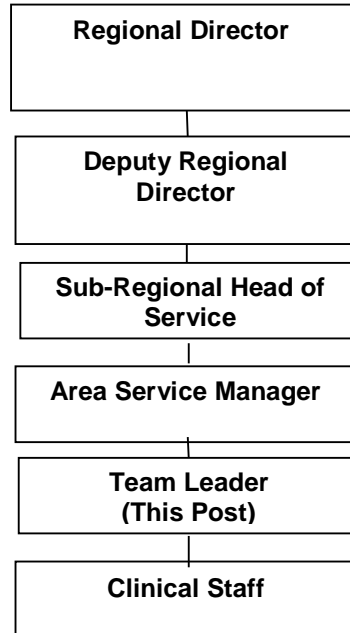 Regional Director
Deputy Regional
Director
Sub-Regional Head of
Service
Area Service Manager
Team Leader
(This Post)
Clinical Staff